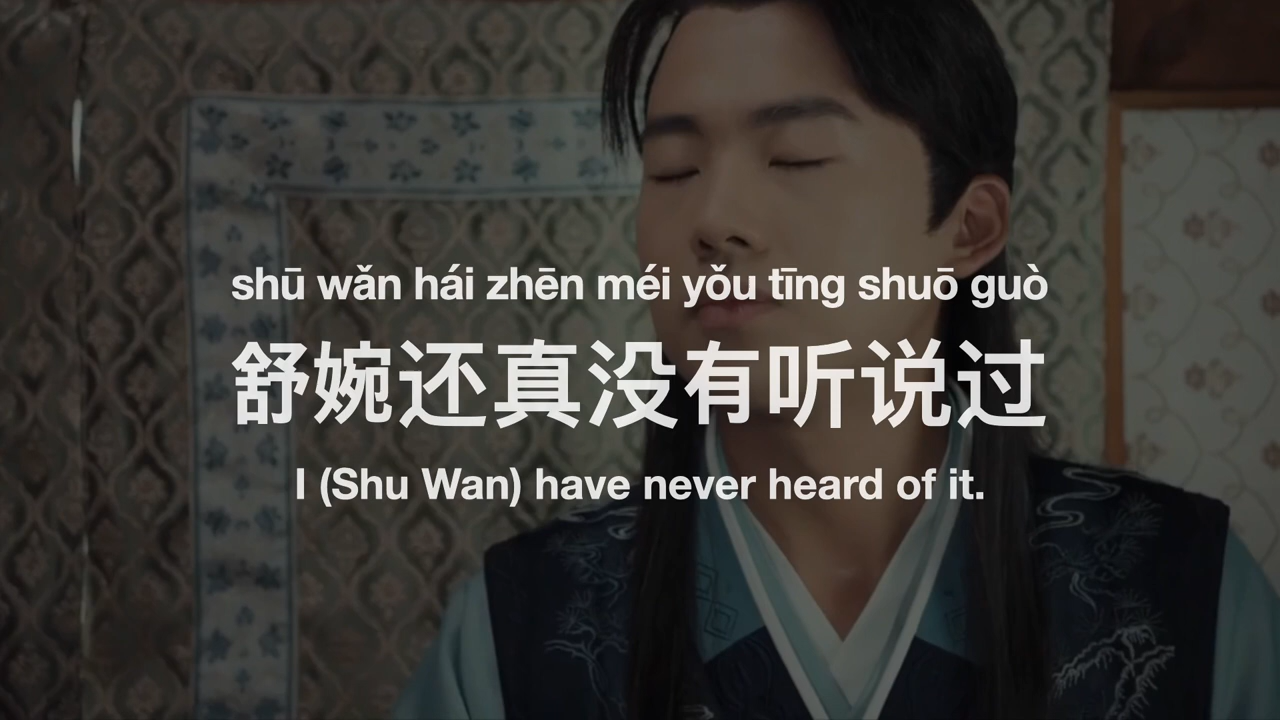 shū wǎn hái zhēn méi yǒu tīng shuō guò
舒婉还真没有听说过
I (Shu Wan) have never heard of it.